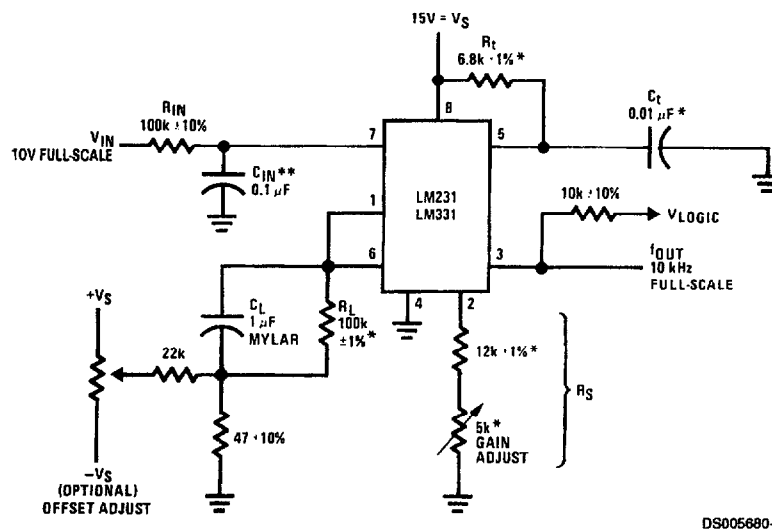 15V = VS
Rt
6.8k ±1%*
8
RIN
100k ±10%
VIN
10V FULL-SCALE
7
5
Ct
0.01 µF*
CIN**
0.1 µF
LM231
LM331
10k ±10%
VLOGIC
1
6
3
fOUT
10 kHz
FULL-SCALE
4
2
CL
1 µF
MYLAR
RL
100k
±1%*
+VS
22k
12k ±1%*
RS
5k*
GAIN
ADJUST
47 ±10%
–VS
(OPTIONAL)
OFFSET ADJUST
DS005680-